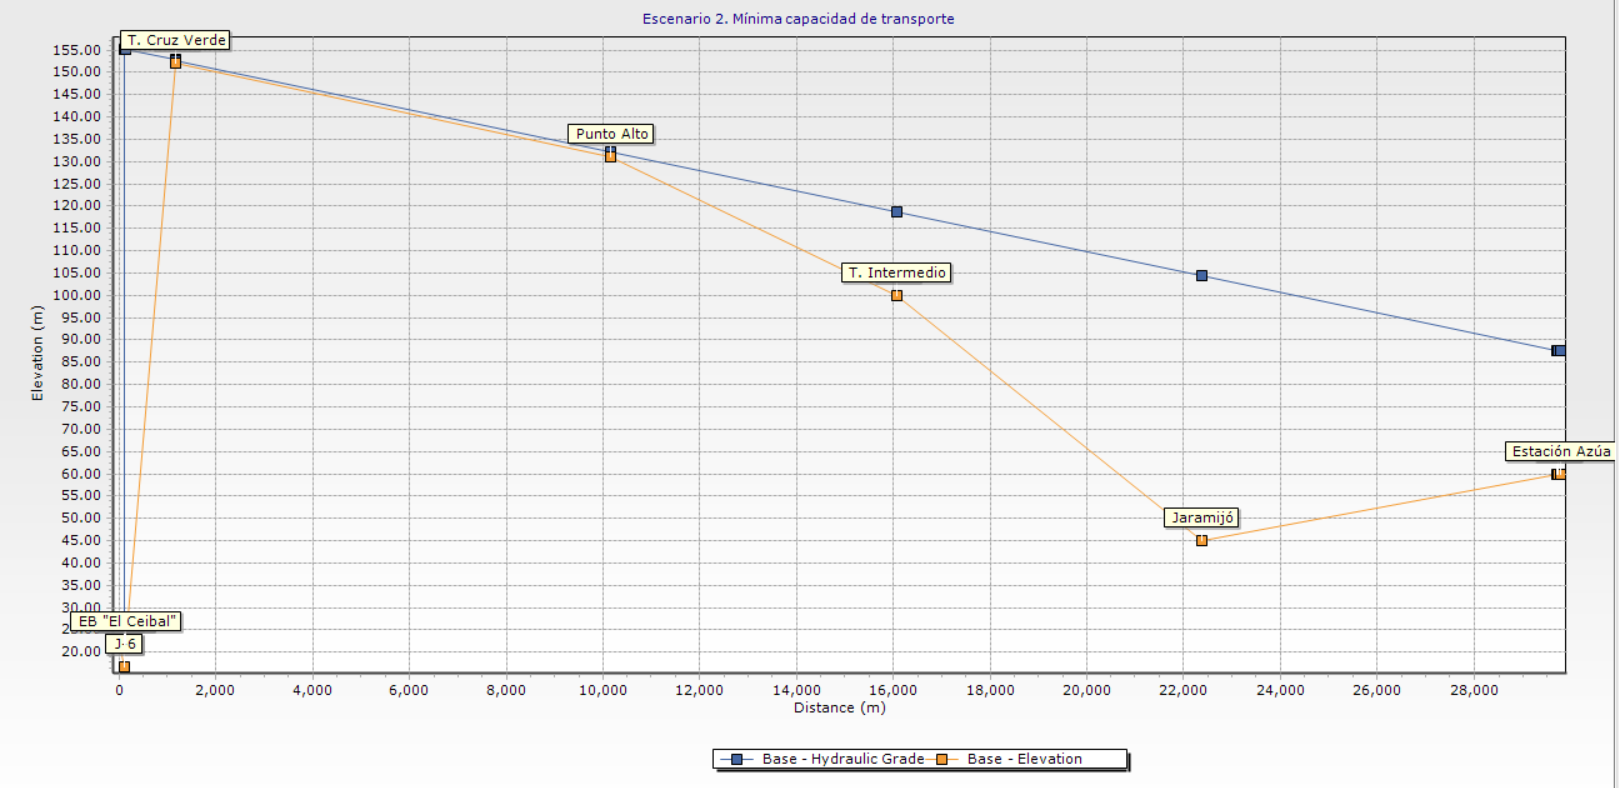 Escenario 2. Mínima capacidad de transporte
T. Cruz Verde
155.00
150.00
145.00
140.00
135.00
130.00
125.00
120.00
115.00
110.00
105.00
100.00
95.00
90.00
85.00
80.00
75.00
70.00
65.00
60.00
55.00
50.00
45.00
40.00
35.00
30.00
20.00
Elevation (m)
Punto Alto
T. Intermedio
Estación Azúa
Jaramijó
EB "El Ceibal"
J-6
0 2,000 4,000 6,000 8,000 10,000 12,000 14,000 16,000 18,000 20,000 22,000 24,000 26,000 28,000
Distance (m)
Base - Hydraulic Grade Base - Elevation